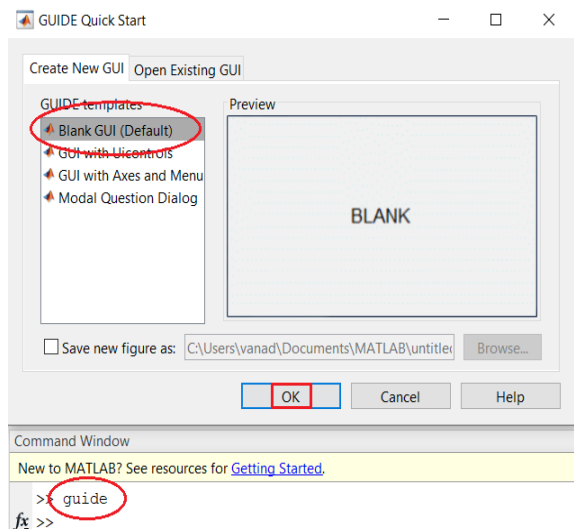 GUIDE Quick Start
Create New GUI Open Existing GUI
GUIDE templates Preview
Blank GUI (Default)
GUI with Uicontrols
GUI with Axes and Menu
Modal Question Dialog
BLANK
Save new figure as: C:\Users\vanad\Documents\MATLAB\untitled Browse...
OK Cancel Help
Command Window
New to MATLAB? See resources for Getting Started.
>> guide
fx >>